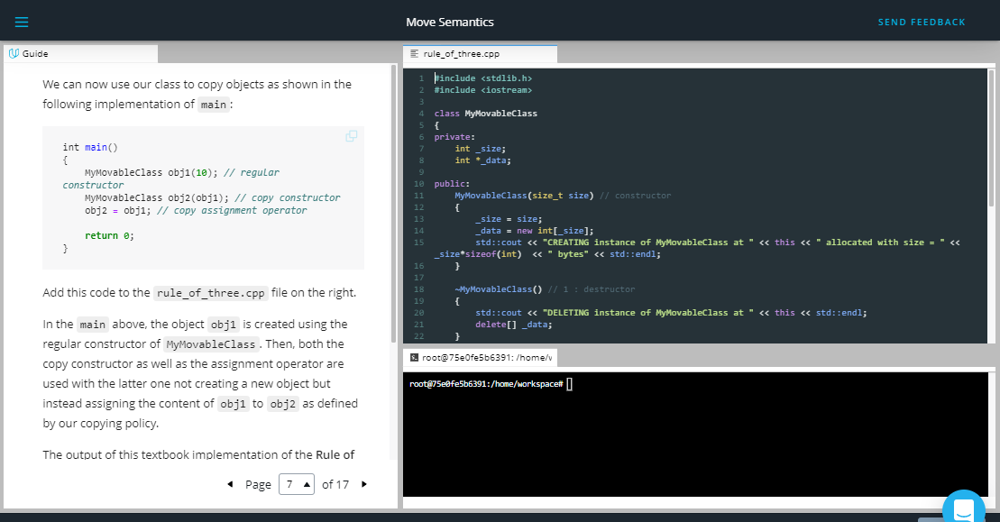 Move Semantics
SEND FEEDBACK
Guide
We can now use our class to copy objects as shown in the
following implementation of main:
int main()
{
MyMovableClass obj1(10); // regular
constructor
MyMovableClass obj2(obj1); // copy constructor
obj2 = obj1; // copy assignment operator
return 0;
}
Add this code to the rule_of_three.cpp file on the right.
In the main above, the object obj1 is created using the
regular constructor of MyMovableClass. Then, both the
copy constructor as well as the assignment operator are
used with the latter one not creating a new object but
instead assigning the content of obj1 to obj2 as defined
by our copying policy.
The output of this textbook implementation of the Rule of
Page 7 of 17
rule_of_three.cpp
1 #include <stdlib.h>
2 #include <iostream>
3
4 class MyMovableClass
5 {
6 private:
7 int _size;
8 int *_data;
9
10 public:
11 MyMovableClass(size_t size) // constructor
12 {
13 _size = size;
14 _data = new int[_size];
15 std::cout << "CREATING instance of MyMovableClass at " << this << " allocated with size = " <<
_size*sizeof(int) << " bytes" << std::endl;
16 }
17
18 ~MyMovableClass() // 1 : destructor
19 {
20 std::cout << "DELETING instance of MyMovableClass at " << this << std::endl;
21 delete[] _data;
22 }
root@75e0fe5b6391: /home/w
root@75e0fe5b6391:/home/workspace#